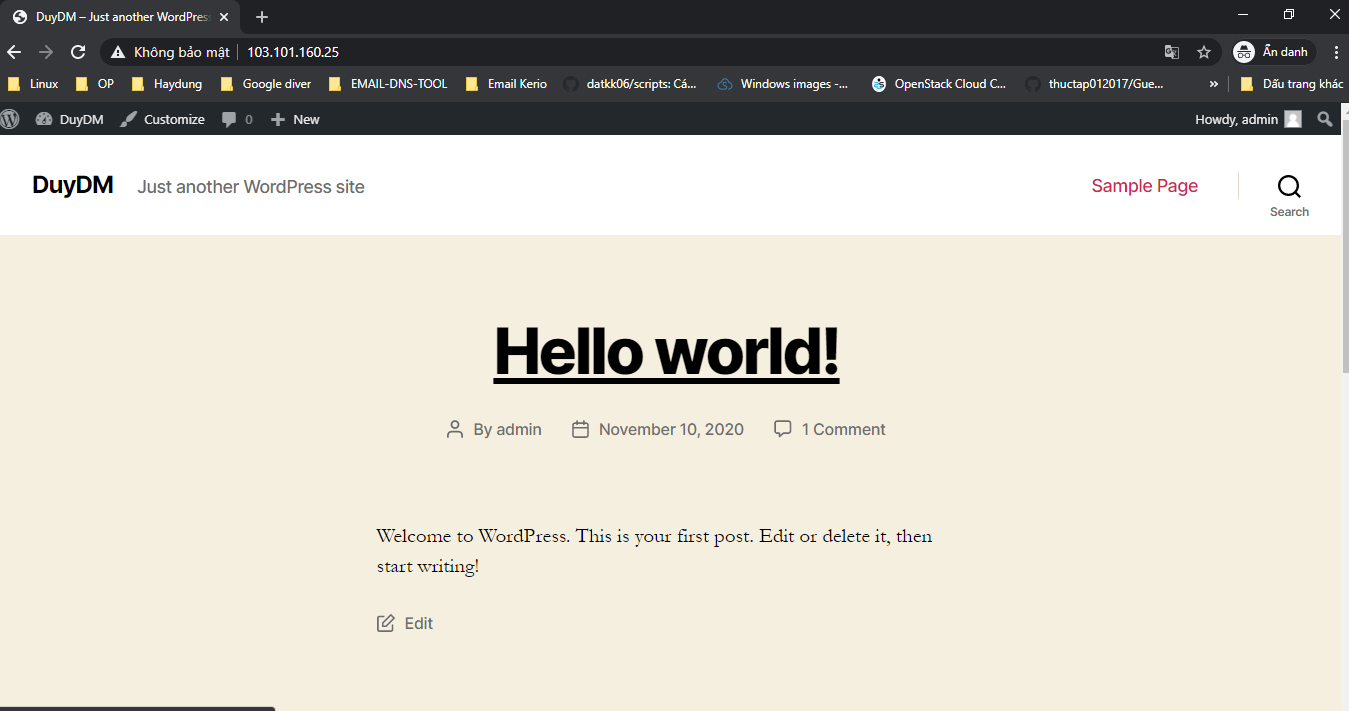 DuyDM – Just another WordPres
Không bảo mật 103.101.160.25 Ẩn danh
Linux OP Haydung Google diver EMAIL-DNS-TOOL Email Kerio datkk06/scripts: Cá... Windows images -... OpenStack Cloud C... thuctap012017/Gue... » Dấu trang khác
DuyDM Customize 0 New Howdy, admin
DuyDM Just another WordPress site Sample Page
Search
Hello world!
By admin November 10, 2020 1 Comment
Welcome to WordPress. This is your first post. Edit or delete it, then
start writing!
Edit